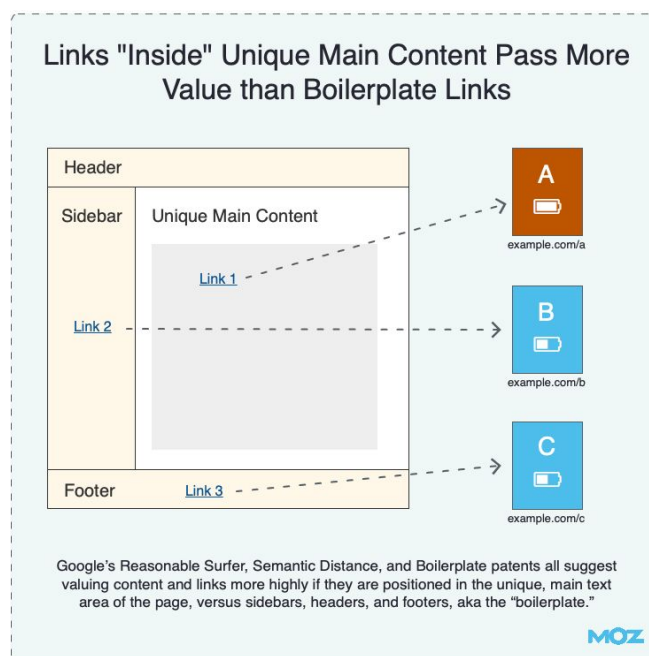 Links "Inside" Unique Main Content Pass More
Value than Boilerplate Links
Header
Sidebar
Unique Main Content
Link 1
Link 2
Footer
Link 3
A
example.com/a
B
example.com/b
C
example.com/c
Google's Reasonable Surfer, Semantic Distance, and Boilerplate patents all suggest
valuing content and links more highly if they are positioned in the unique, main text
area of the page, versus sidebars, headers, and footers, aka the “boilerplate.”
MOZ